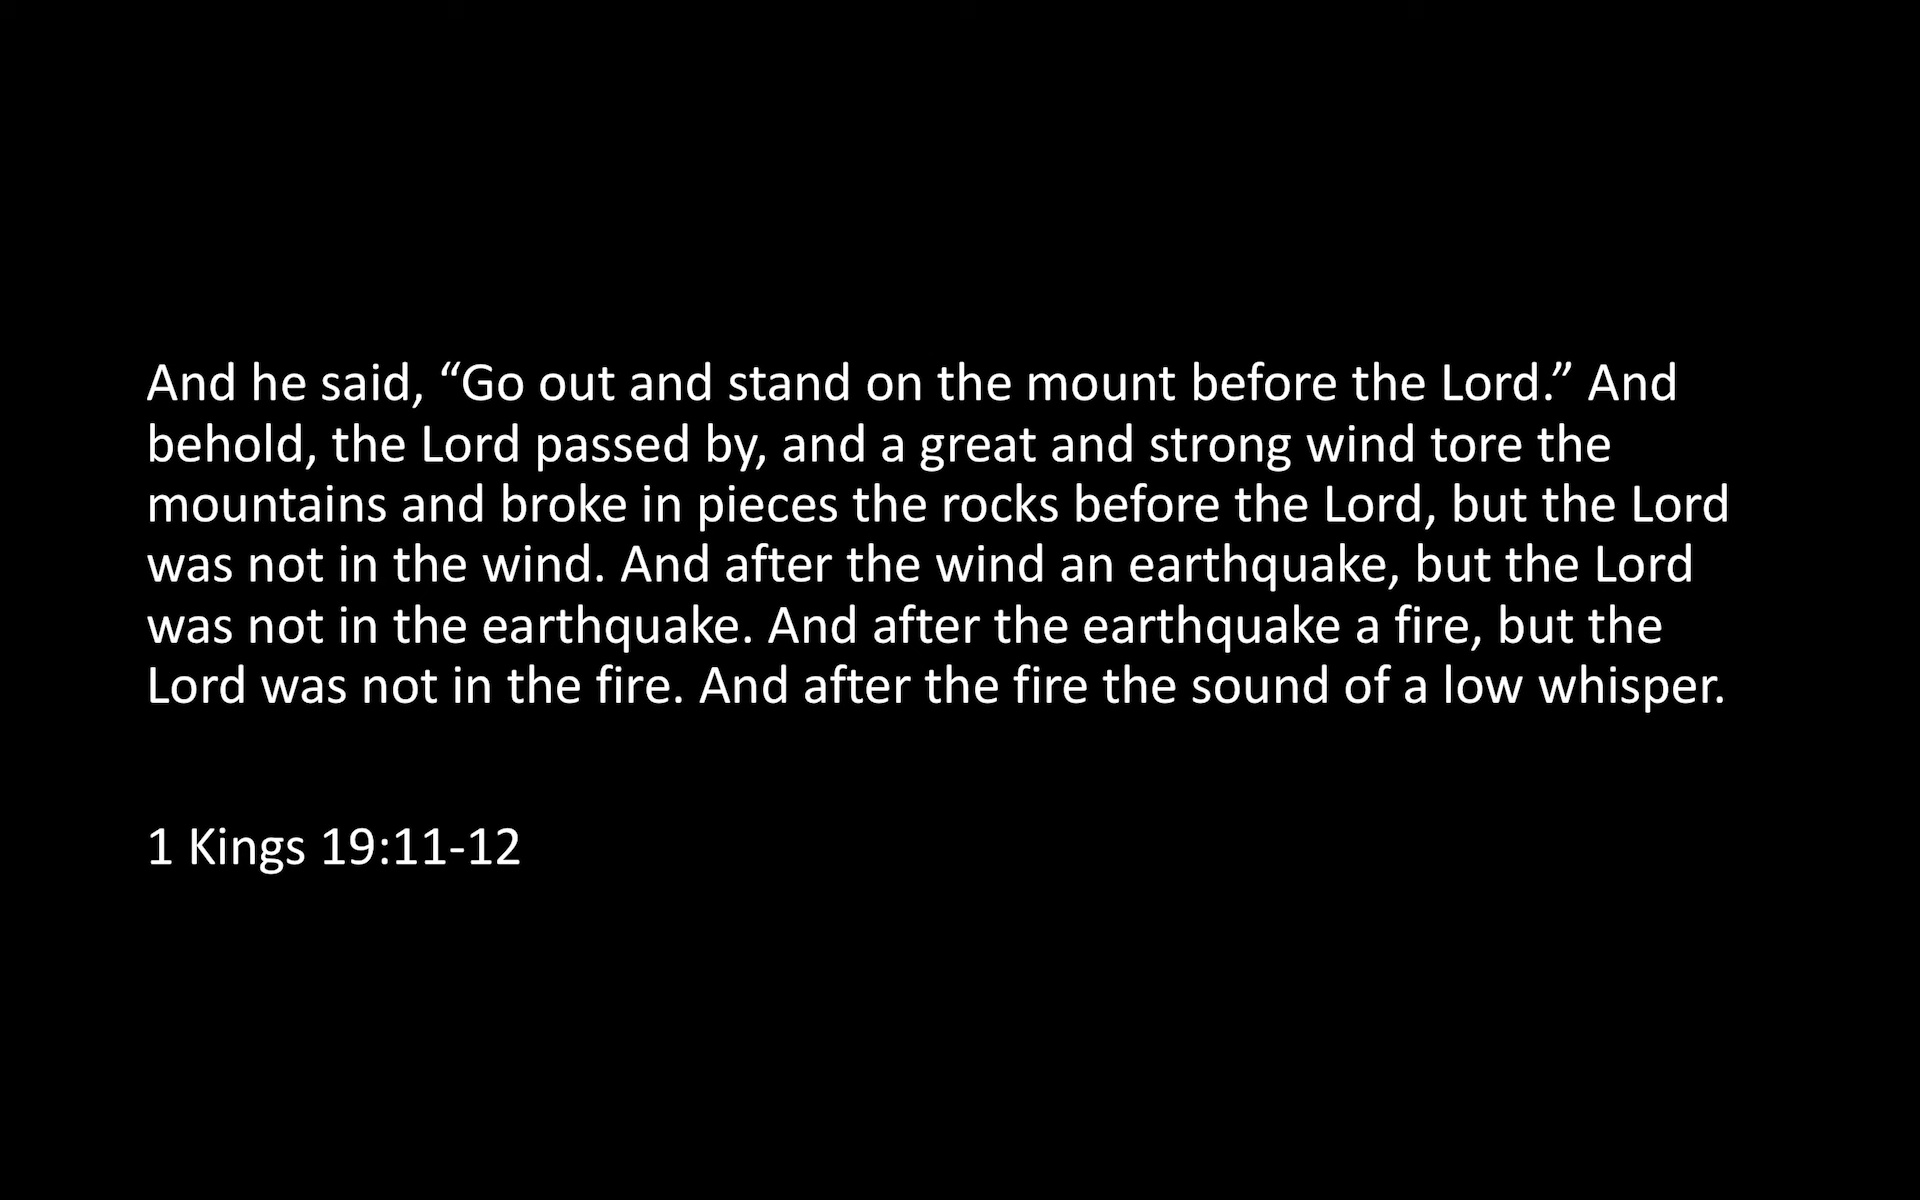 And he said, “Go out and stand on the mount before the Lord.” And
behold, the Lord passed by, and a great and strong wind tore the
mountains and broke in pieces the rocks before the Lord, but the Lord
was not in the wind. And after the wind an earthquake, but the Lord
was not in the earthquake. And after the earthquake a fire, but the
Lord was not in the fire. And after the fire the sound of a low whisper.
1 Kings 19:11-12